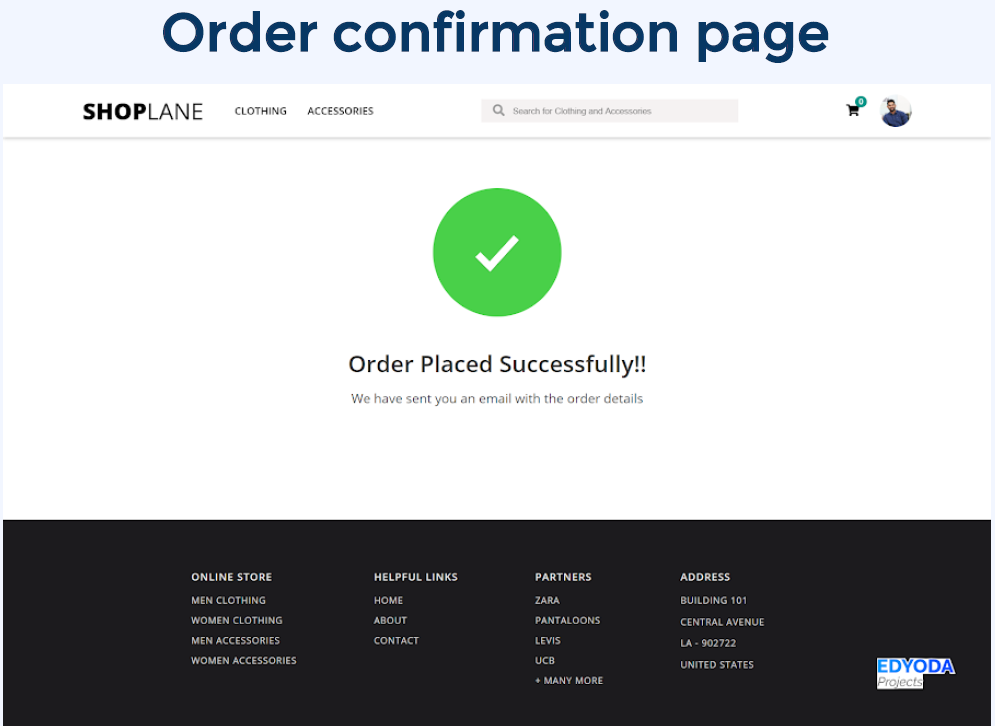 Order confirmation page
SHOPLANE CLOTHING ACCESSORIES Search for Clothing and Accessories 0
Order Placed Successfully!!
We have sent you an email with the order details
ONLINE STORE
MEN CLOTHING
WOMEN CLOTHING
MEN ACCESSORIES
WOMEN ACCESSORIES
HELPFUL LINKS
HOME
ABOUT
CONTACT
PARTNERS
ZARA
PANTALOONS
LEVIS
UCB
+ MANY MORE
ADDRESS
BUILDING 101
CENTRAL AVENUE
LA - 902722
UNITED STATES
EDYODA
Projects